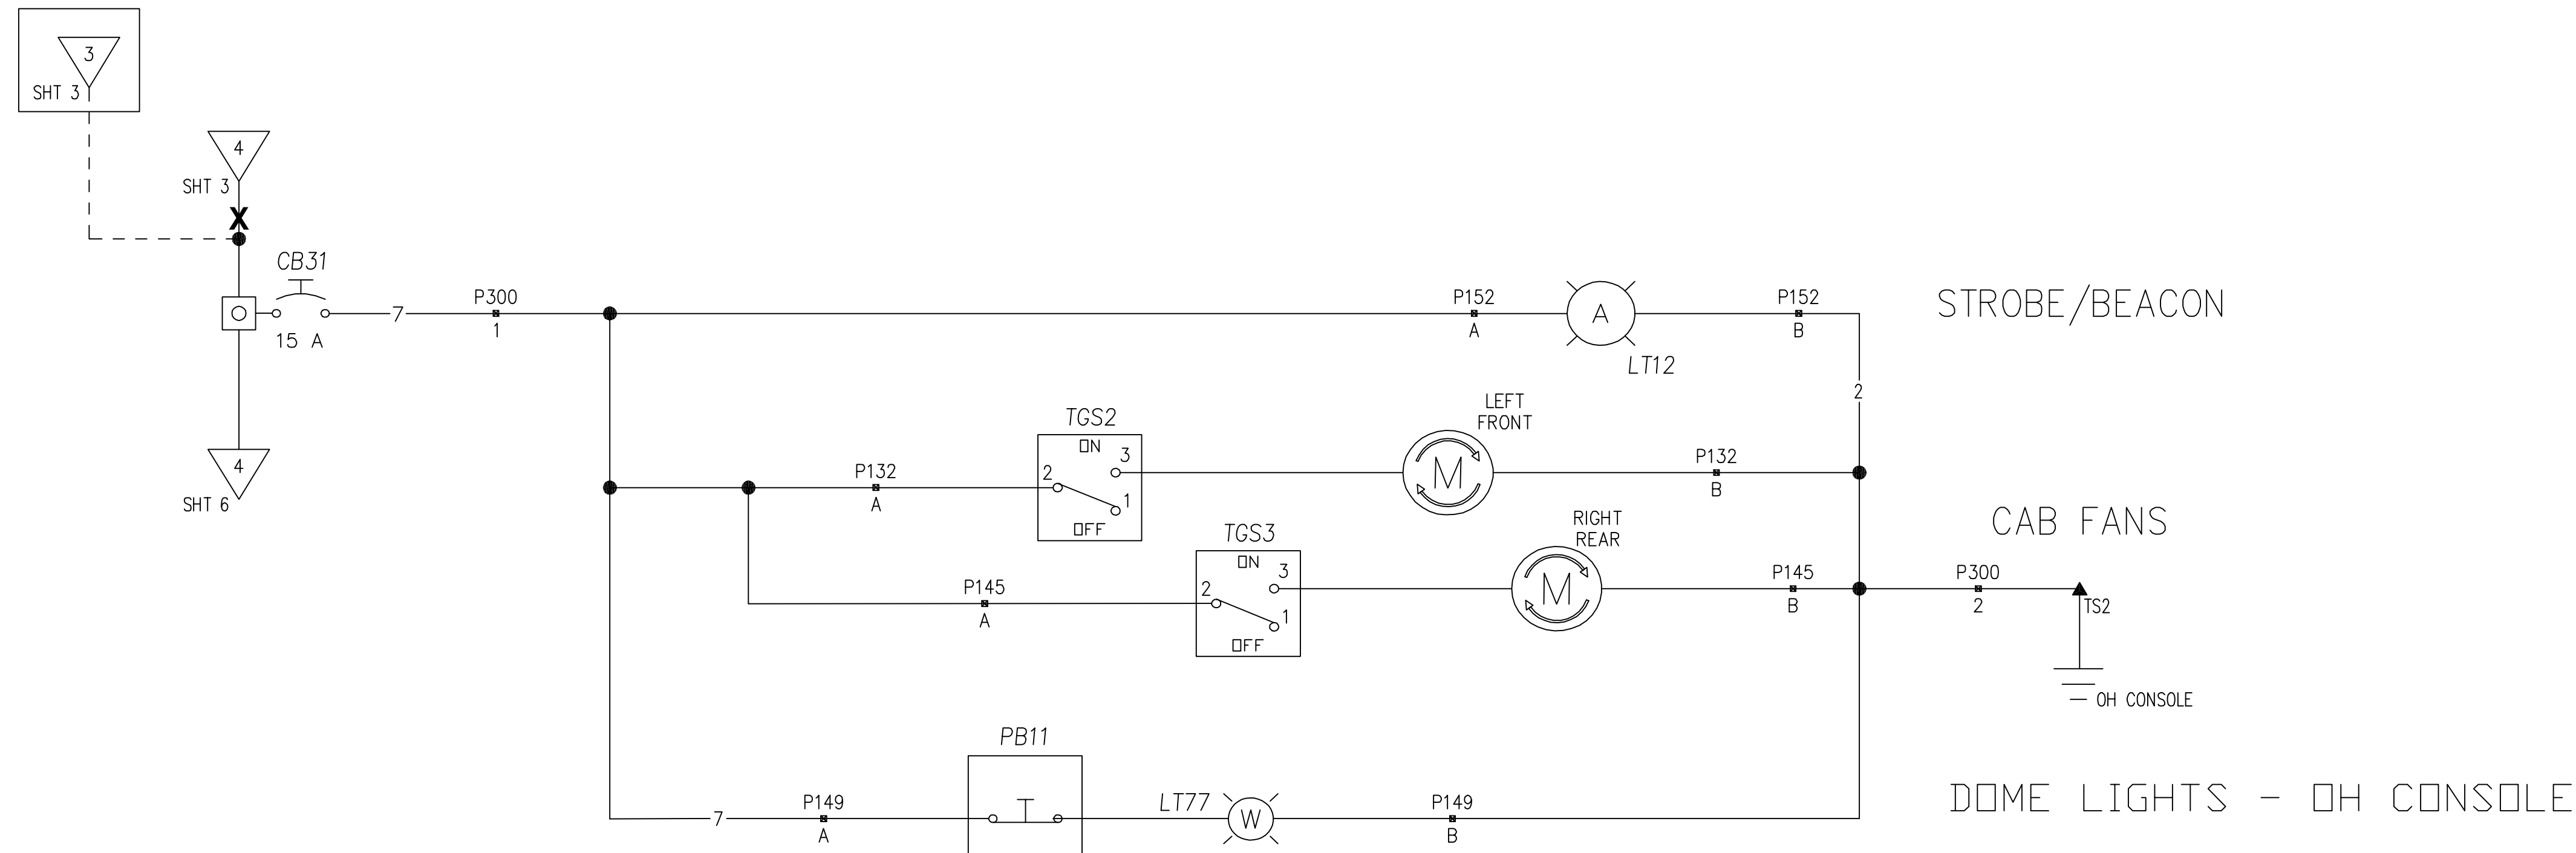 3
SHT 3
4
SHT 3
X
CB31
15 A
7
P300
1
4
SHT 6
P152
A
A
LT12
P152
B
STROBE/BEACON
2
TGS2
ON
2
3
1
OFF
P132
A
LEFT
FRONT
M
P132
B
TGS3
ON
2
3
1
OFF
P145
A
RIGHT
REAR
M
P145
B
CAB FANS
P300
2
TS2
OH CONSOLE
PB11
7
P149
A
LT77
W
P149
B
DOME LIGHTS - OH CONSOLE